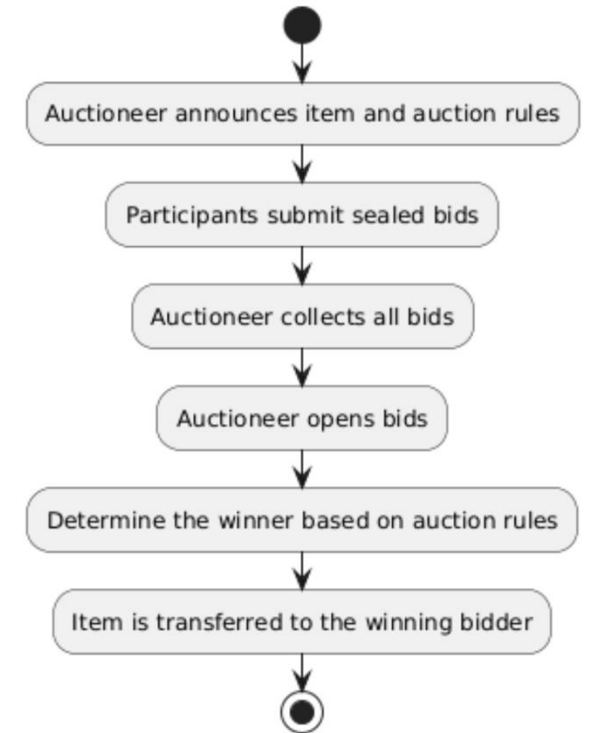 Auctioneer announces item and auction rules
Participants submit sealed bids
Auctioneer collects all bids
Auctioneer opens bids
Determine the winner based on auction rules
Item is transferred to the winning bidder